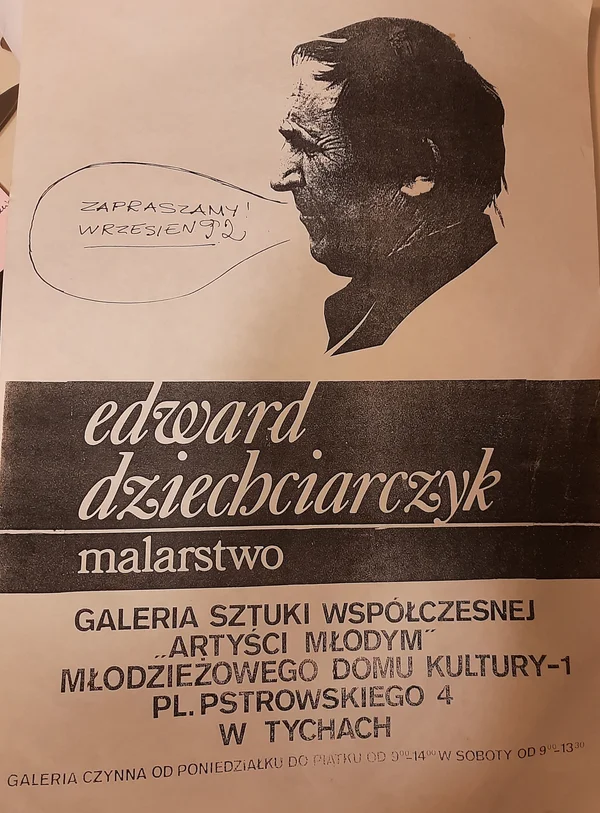 ZAPRASZAMY!
WRZESIEŃ 92
edward
dziechciarczyk
malarstwo
GALERIA SZTUKI WSPÓŁCZESNEJ
„ARTYŚCI MŁODYM"
MŁODZIEŻOWEGO DOMU KULTURY-1
PL. PSTROWSKIEGO 4
W TYCHACH
GALERIA CZYNNA OD PONIEDZIAŁKU DO PIATKU OD 9⁰⁰-14⁰⁰ W SOBOTY OD 9⁰⁰-13³⁰